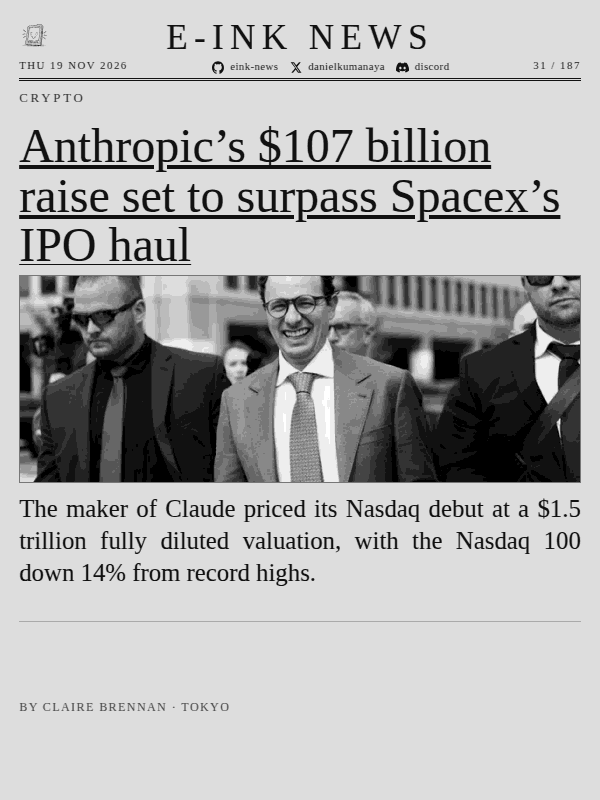 E-INK NEWS
THU 19 NOV 2026
eink-news danielkumanaya discord
31 / 187
CRYPTO
Anthropic’s $107 billion
raise set to surpass Spacex’s
IPO haul
The maker of Claude priced its Nasdaq debut at a $1.5
trillion fully diluted valuation, with the Nasdaq 100
down 14% from record highs.
BY CLAIRE BRENNAN · TOKYO